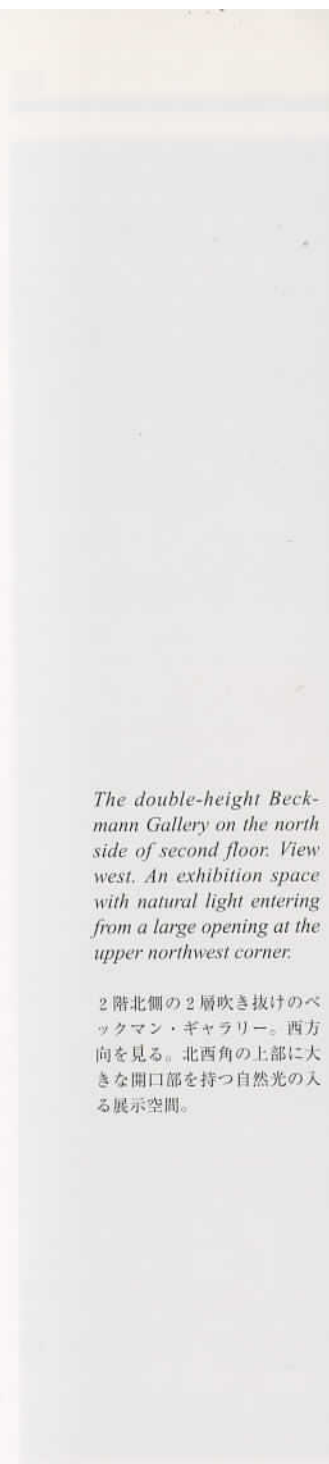 The double-height Beck-
mann Gallery on the north
side of second floor. View
west. An exhibition space
with natural light entering
from a large opening at the
upper northwest corner.
2階北側の2層吹き抜けのベ
ックマン・ギャラリー。西方
向を見る。北西角の上部に大
きな開口部を持つ自然光の入
る展示空間。